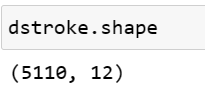 dstroke.shape
(5110, 12)